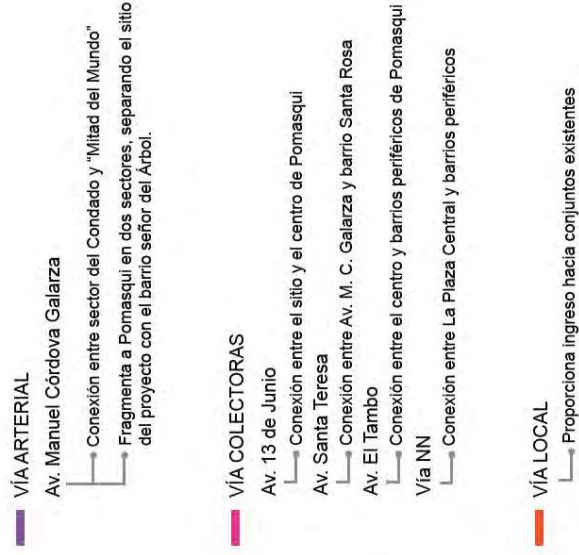 VÍA ARTERIAL
Av. Manuel Córdova Galarza
Conexión entre sector del Condado y "Mitad del Mundo"
Fragmenta a Pomasqui en dos sectores, separando el sitio
del proyecto con el barrio señor del Árbol.
VÍA COLECTORAS
Av. 13 de Junio
Conexión entre el sitio y el centro de Pomasqui
Av. Santa Teresa
Conexión entre Av. M. C. Galarza y barrio Santa Rosa
Av. El Tambo
Conexión entre el centro y barrios periféricos de Pomasqui
Vía NN
Conexión entre La Plaza Central y barrios periféricos
VÍA LOCAL
Proporciona ingreso hacia conjuntos existentes